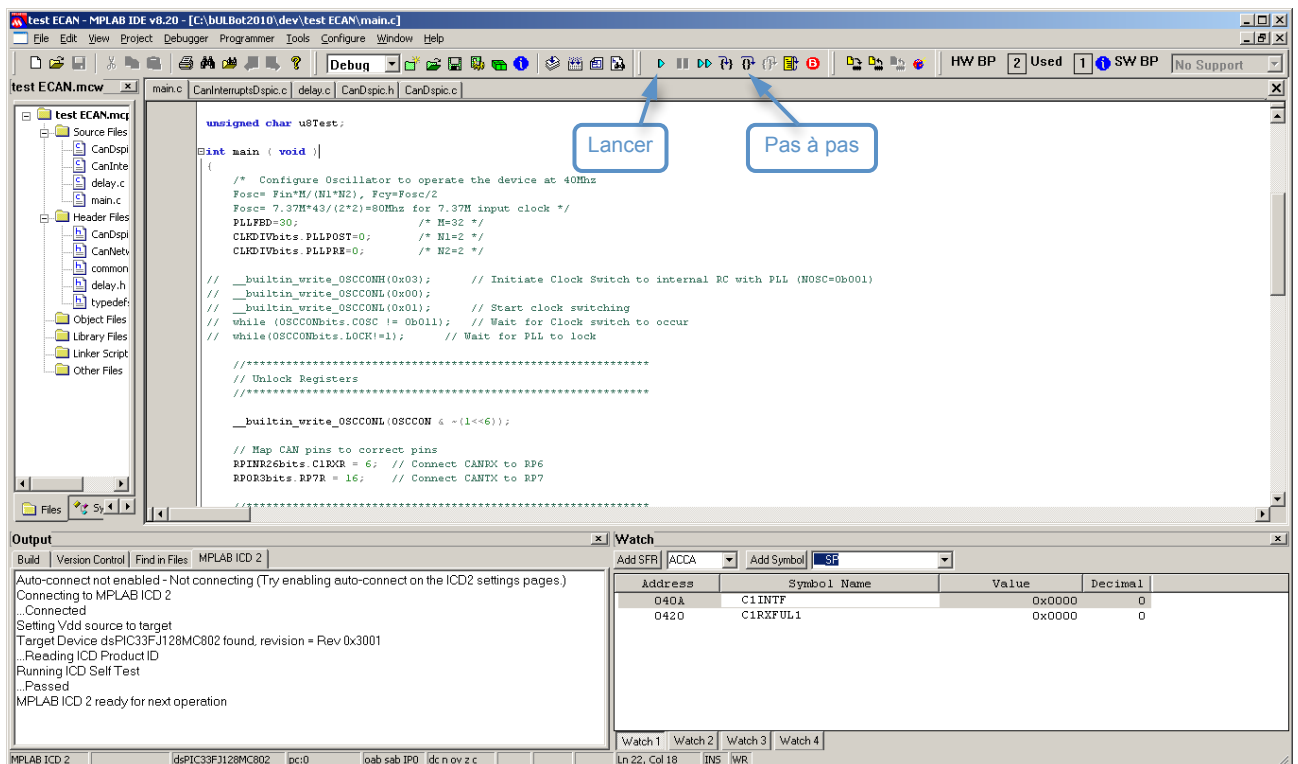 test ECAN - MPLAB IDE v8.20 - [C:\bULBot2010\dev\test ECAN\main.c]
File Edit View Project Debugger Programmer Tools Configure Window Help
Debug HW BP 2 Used 1 SW BP No Support
test ECAN.mcw
main.c CanInterruptsDspic.c delay.c CanDspic.h CanDspic.c
test ECAN.mcp
Source Files
CanDspi
CanInte
delay.c
main.c
Header Files
CanDspi
CanNetw
common
delay.h
typedefs
Object Files
Library Files
Linker Script
Other Files
Files Sy
unsigned char u8Test;
int main ( void )
{
/* Configure Oscillator to operate the device at 40Mhz
Fosc= Fin*M/(N1*N2), Fcy=Fosc/2
Fosc= 7.37M*43/(2*2)=80Mhz for 7.37M input clock */
PLLFBD=30; /* M=32 */
CLKDIVbits.PLLPOST=0; /* N1=2 */
CLKDIVbits.PLLPRE=0; /* N2=2 */
// __builtin_write_OSCCONH(0x03); // Initiate Clock Switch to internal RC with PLL (NOSC=0b001)
// __builtin_write_OSCCONL(0x00);
// __builtin_write_OSCCONL(0x01); // Start clock switching
// while (OSCCONbits.COSC != 0b011); // Wait for Clock switch to occur
// while(OSCCONbits.LOCK!=1); // Wait for PLL to lock
//*************************************************************
// Unlock Registers
//*************************************************************
__builtin_write_OSCCONL(OSCCON & ~(1<<6));
// Map CAN pins to correct pins
RPINR26bits.C1RXR = 6; // Connect CANRX to RP6
RPOR3bits.RP7R = 16; // Connect CANTX to RP7
//*************************************************************
Lancer
Pas à pas
Output
Build Version Control Find in Files MPLAB ICD 2
Auto-connect not enabled - Not connecting (Try enabling auto-connect on the ICD2 settings pages.)
Connecting to MPLAB ICD 2
...Connected
Setting Vdd source to target
Target Device dsPIC33FJ128MC802 found, revision = Rev 0x3001
...Reading ICD Product ID
Running ICD Self Test
...Passed
MPLAB ICD 2 ready for next operation
Watch
Add SFR ACCA Add Symbol __SP
Address Symbol Name Value Decimal
040A C1INTF 0x0000 0
0420 C1RXFUL1 0x0000 0
Watch 1 Watch 2 Watch 3 Watch 4
MPLAB ICD 2 dsPIC33FJ128MC802 pc:0 oab sab IP0 dc n ov z c Ln 22, Col 18 INS WR